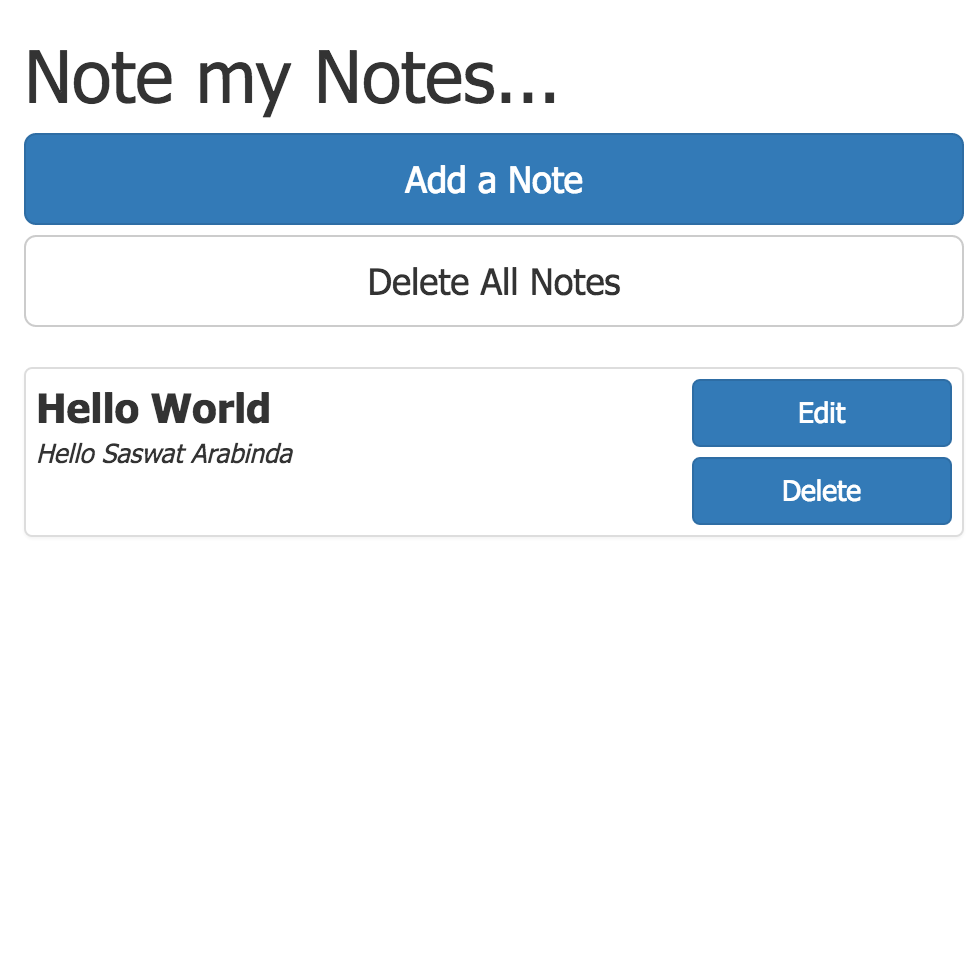 Note my Notes...
Add a Note
Delete All Notes
Hello World
Edit
Hello Saswat Arabinda
Delete